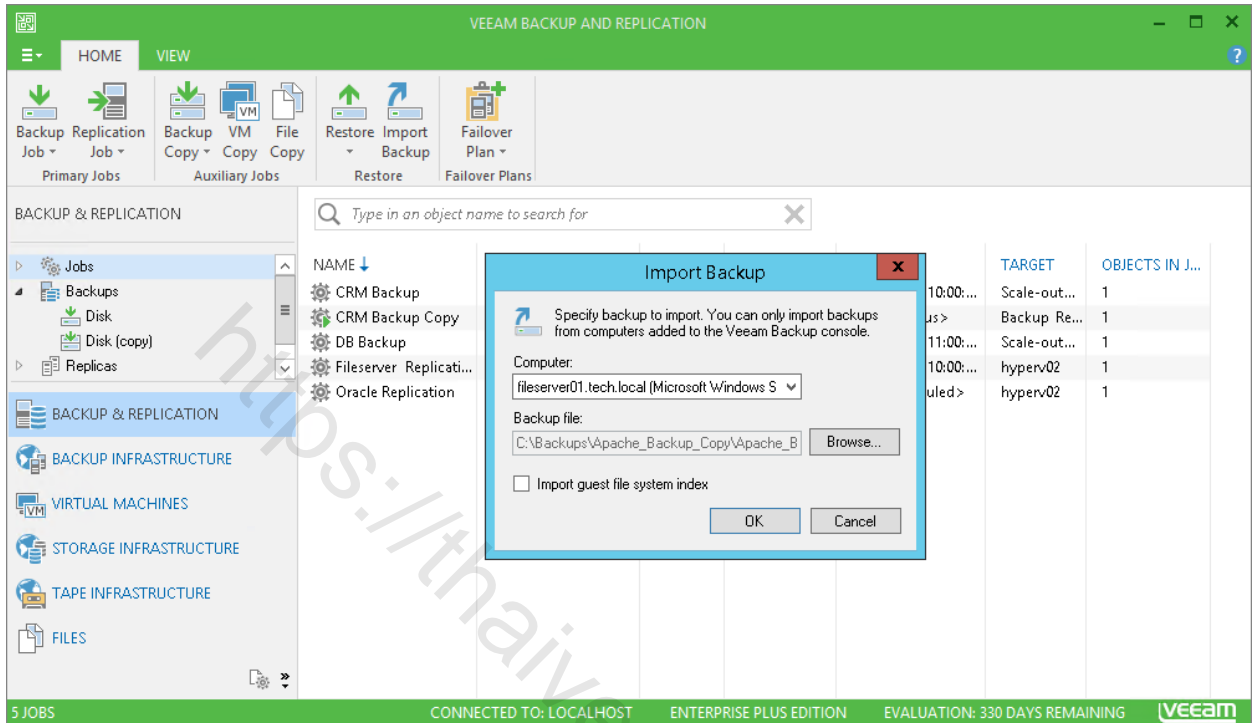 VEEAM BACKUP AND REPLICATION
HOME VIEW
?
Backup Job Replication Job Backup Copy VM Copy File Copy Restore Import Backup Failover Plan
Primary Jobs Auxiliary Jobs Restore Failover Plans
BACKUP & REPLICATION
Type in an object name to search for
Jobs
Backups
Disk
Disk (copy)
Replicas
BACKUP & REPLICATION
BACKUP INFRASTRUCTURE
VIRTUAL MACHINES
STORAGE INFRASTRUCTURE
TAPE INFRASTRUCTURE
FILES
NAME TARGET OBJECTS IN J...
CRM Backup 10:00:... Scale-out... 1
CRM Backup Copy us> Backup Re... 1
DB Backup 11:00:... Scale-out... 1
Fileserver Replicati... 10:00:... hyperv02 1
Oracle Replication uled> hyperv02 1
Import Backup
Specify backup to import. You can only import backups
from computers added to the Veeam Backup console.
Computer:
fileserver01.tech.local (Microsoft Windows S
Backup file:
C:\Backups\Apache_Backup_Copy\Apache_B Browse...
Import guest file system index
OK Cancel
https://thaiv
5 JOBS CONNECTED TO: LOCALHOST ENTERPRISE PLUS EDITION EVALUATION: 330 DAYS REMAINING veeam